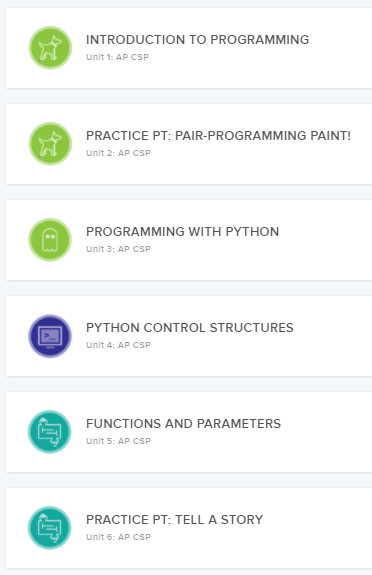 INTRODUCTION TO PROGRAMMING
Unit 1: AP CSP
PRACTICE PT: PAIR-PROGRAMMING PAINT!
Unit 2: AP CSP
PROGRAMMING WITH PYTHON
Unit 3: AP CSP
PYTHON CONTROL STRUCTURES
Unit 4: AP CSP
FUNCTIONS AND PARAMETERS
Unit 5: AP CSP
PRACTICE PT: TELL A STORY
Unit 6: AP CSP